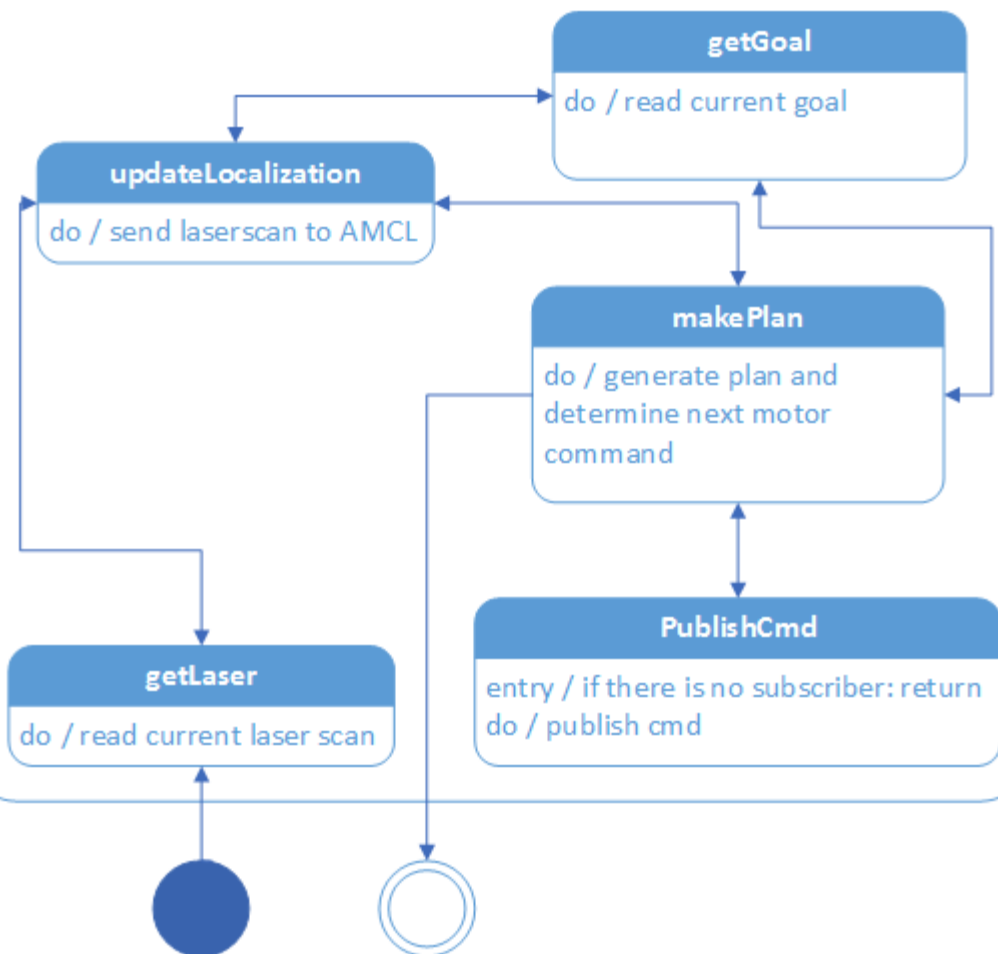 getGoal
do / read current goal
updateLocalization
do / send laserscan to AMCL
makePlan
do / generate plan and
determine next motor
command
PublishCmd
entry / if there is no subscriber: return
do / publish cmd
getLaser
do / read current laser scan